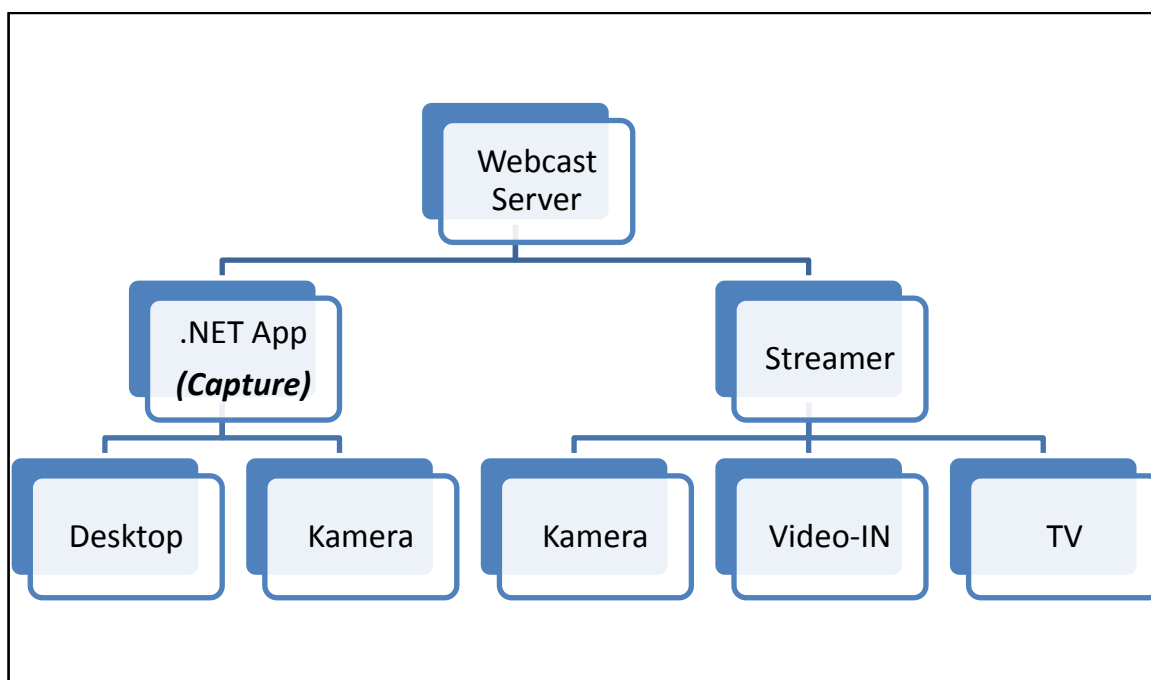 Webcast
Server
.NET App
(Capture)
Streamer
Desktop
Kamera
Kamera
Video-IN
TV